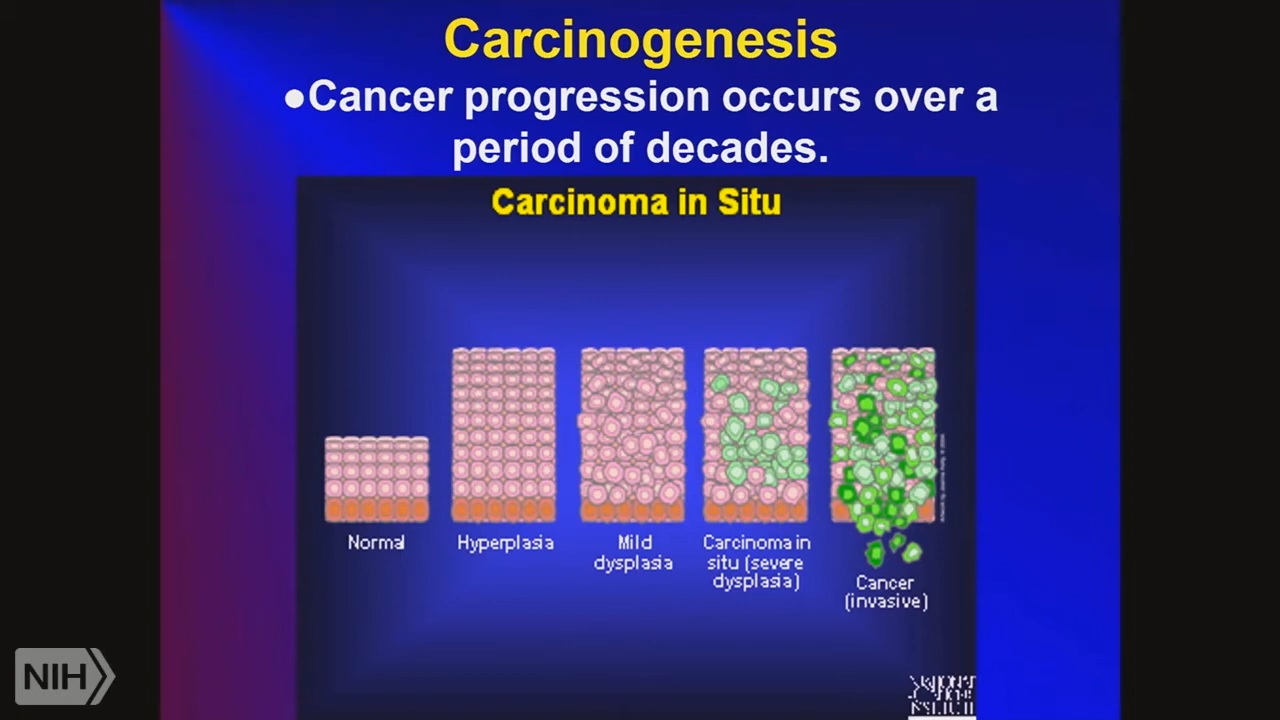 Carcinogenesis
●Cancer progression occurs over a
period of decades.
Carcinoma in Situ
Normal
Hyperplasia
Mild
dysplasia
Carcinoma in
situ (severe
dysplasia)
Cancer
(invasive)
NIH